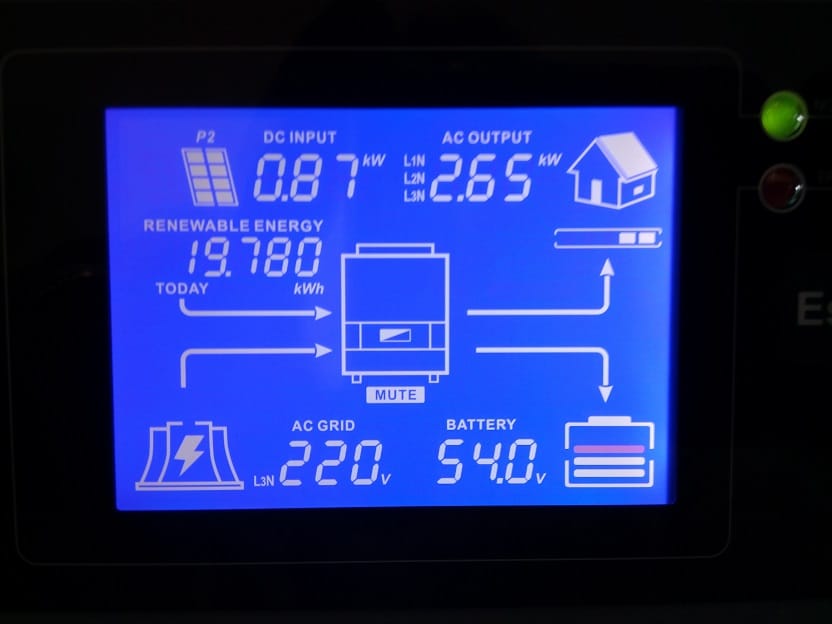 P2 DC INPUT AC OUTPUT
0.87 kW L1N L2N L3N 2.65 kW
RENEWABLE ENERGY
19.780
TODAY kWh
MUTE
AC GRID BATTERY
L3N 220 V 54.0 V